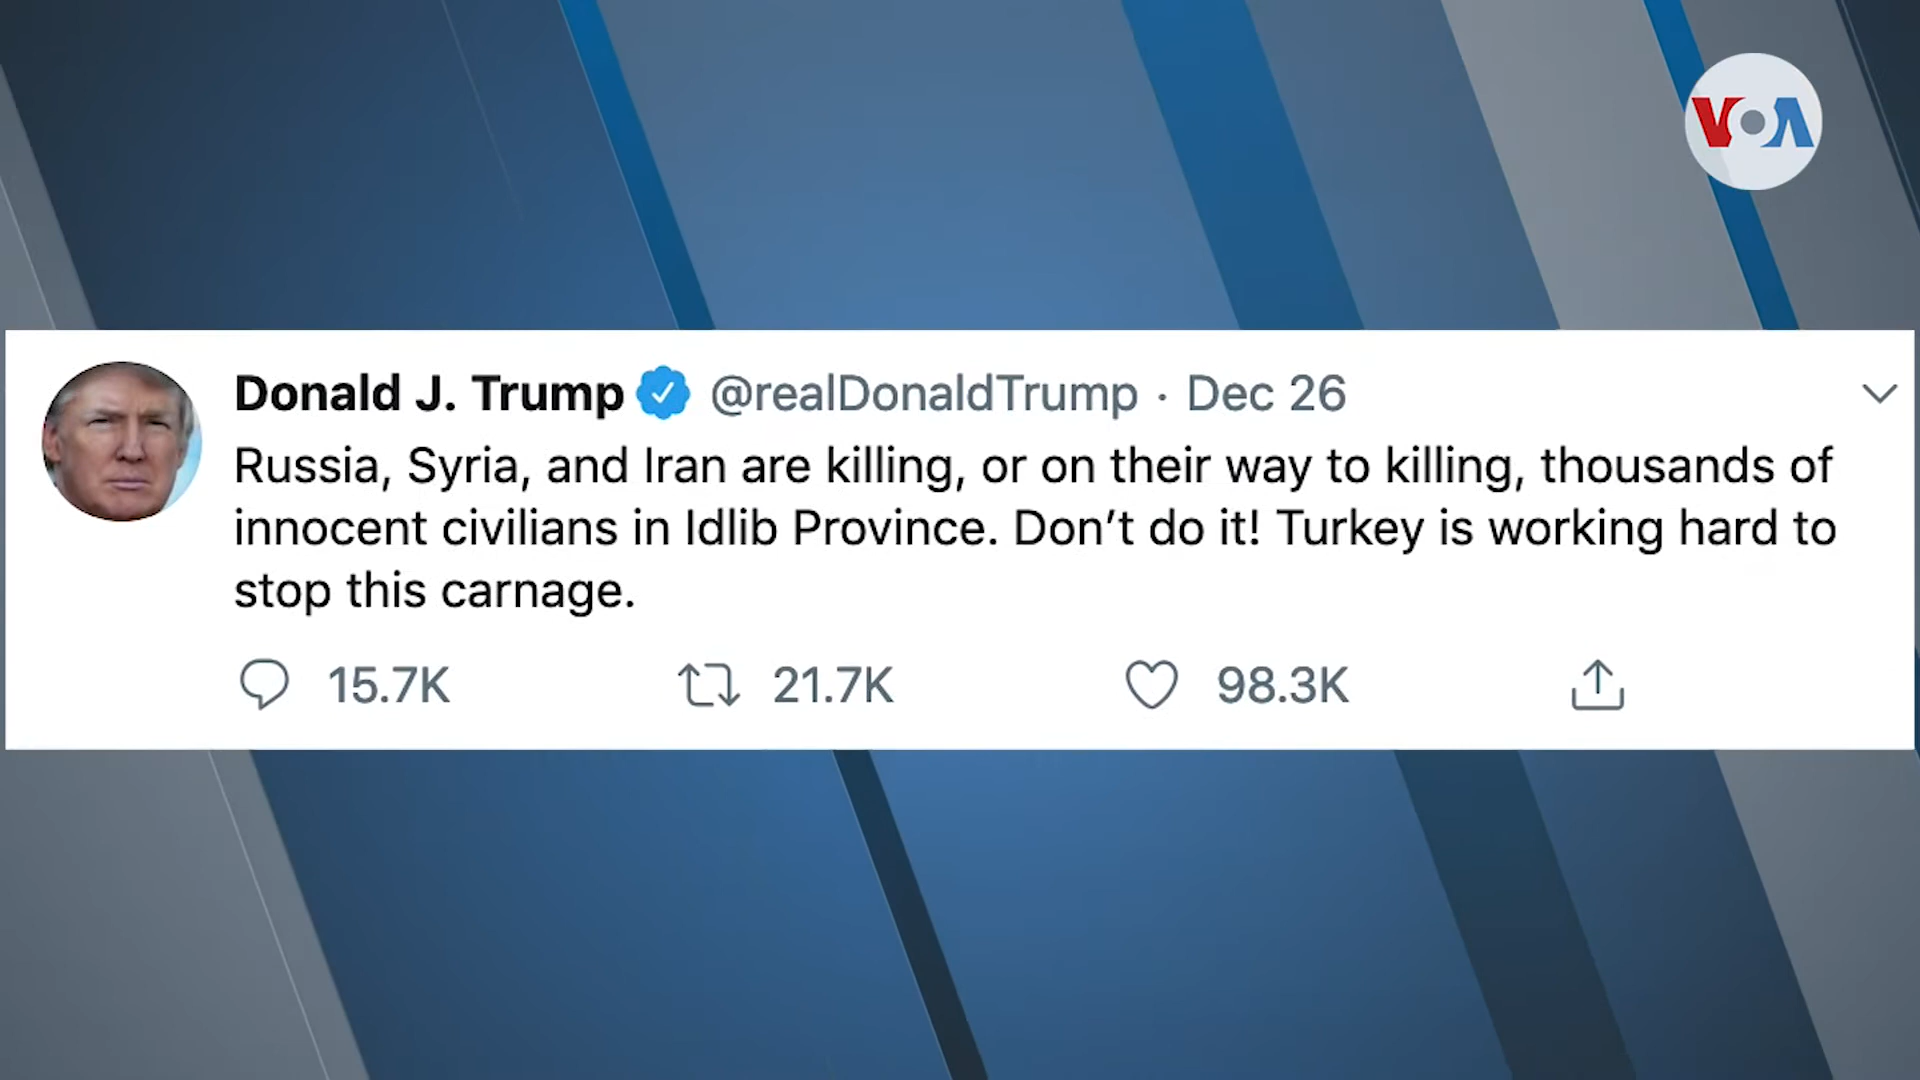 VOA
Donald J. Trump @realDonaldTrump · Dec 26
Russia, Syria, and Iran are killing, or on their way to killing, thousands of
innocent civilians in Idlib Province. Don’t do it! Turkey is working hard to
stop this carnage.
15.7K 21.7K 98.3K